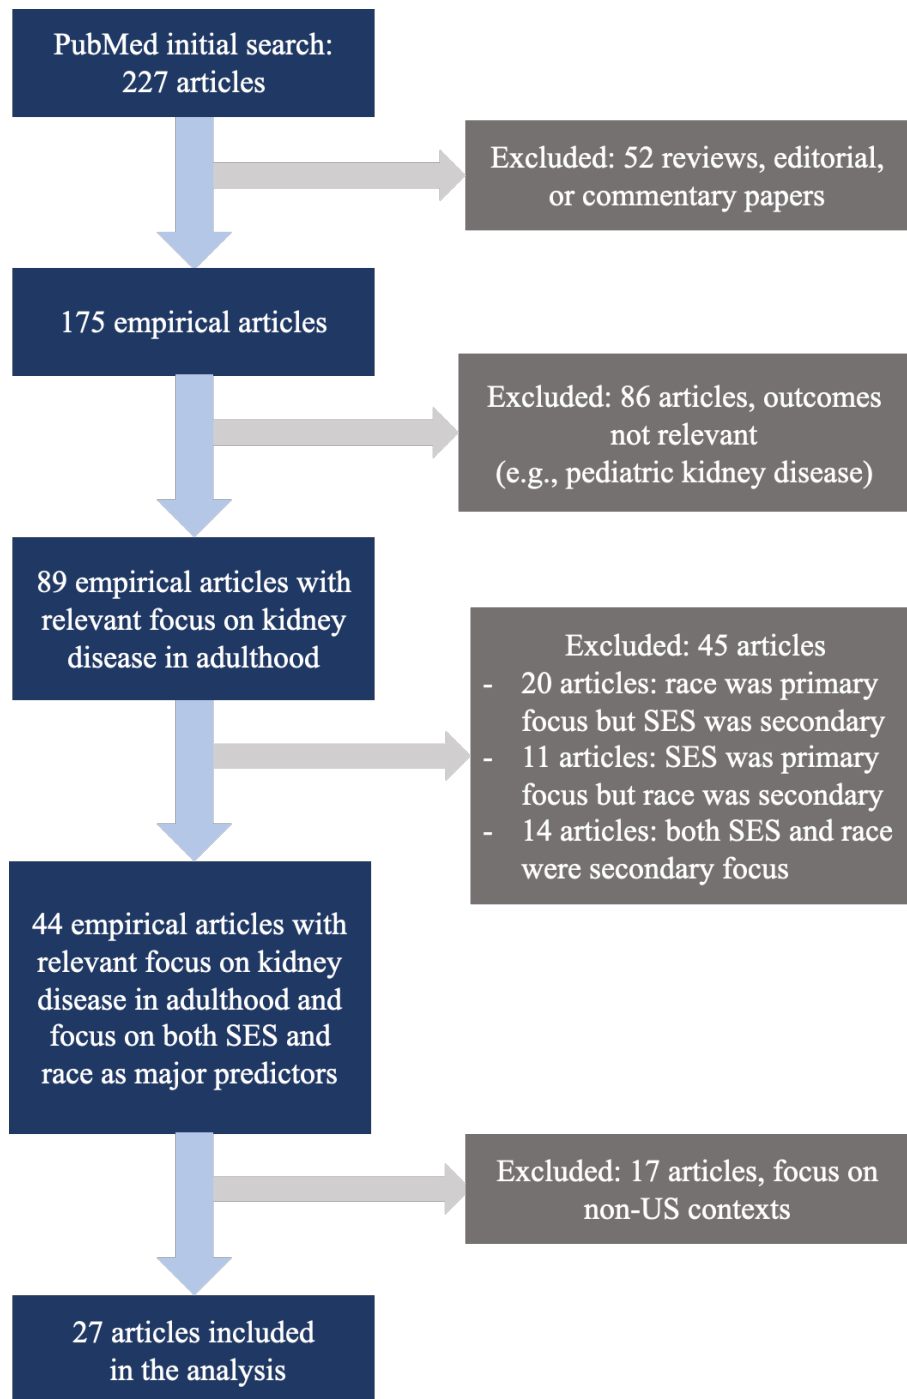 PubMed initial search:
227 articles
Excluded: 52 reviews, editorial,
or commentary papers
175 empirical articles
Excluded: 86 articles, outcomes
not relevant
(e.g., pediatric kidney disease)
89 empirical articles with
relevant focus on kidney
disease in adulthood
Excluded: 45 articles
- 20 articles: race was primary
focus but SES was secondary
- 11 articles: SES was primary
focus but race was secondary
- 14 articles: both SES and race
were secondary focus
44 empirical articles with
relevant focus on kidney
disease in adulthood and
focus on both SES and
race as major predictors
Excluded: 17 articles, focus on
non-US contexts
27 articles included
in the analysis